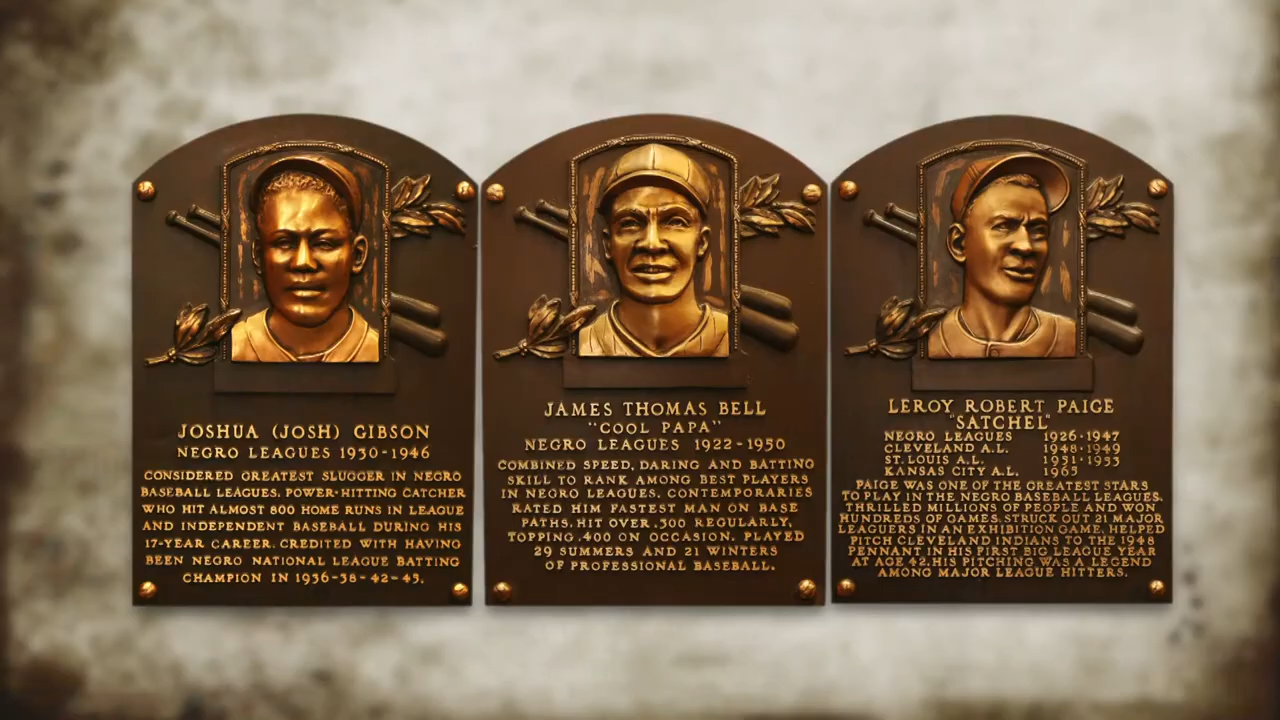 JOSHUA (JOSH) GIBSON
NEGRO LEAGUES 1930-1946
CONSIDERED GREATEST SLUGGER IN NEGRO
BASEBALL LEAGUES. POWER-HITTING CATCHER
WHO HIT ALMOST 800 HOME RUNS IN LEAGUE
AND INDEPENDENT BASEBALL DURING HIS
17-YEAR CAREER. CREDITED WITH HAVING
BEEN NEGRO NATIONAL LEAGUE BATTING
CHAMPION IN 1936-38-42-45.
JAMES THOMAS BELL
"COOL PAPA"
NEGRO LEAGUES 1922-1950
COMBINED SPEED, DARING AND BATTING
SKILL TO RANK AMONG BEST PLAYERS
IN NEGRO LEAGUES. CONTEMPORARIES
RATED HIM FASTEST MAN ON BASE
PATHS. HIT OVER .300 REGULARLY,
TOPPING .400 ON OCCASION. PLAYED
29 SUMMERS AND 21 WINTERS
OF PROFESSIONAL BASEBALL.
LEROY ROBERT PAIGE
"SATCHEL"
NEGRO LEAGUES 1926-1947
CLEVELAND A.L. 1948-1949
ST. LOUIS A.L. 1951-1953
KANSAS CITY A.L. 1965
PAIGE WAS ONE OF THE GREATEST STARS
TO PLAY IN THE NEGRO BASEBALL LEAGUES.
THRILLED MILLIONS OF PEOPLE AND WON
HUNDREDS OF GAMES. STRUCK OUT 21 MAJOR
LEAGUERS IN AN EXHIBITION GAME. HELPED
PITCH CLEVELAND INDIANS TO THE 1948
PENNANT IN HIS FIRST BIG LEAGUE YEAR
AT AGE 42. HIS PITCHING WAS A LEGEND
AMONG MAJOR LEAGUE HITTERS.